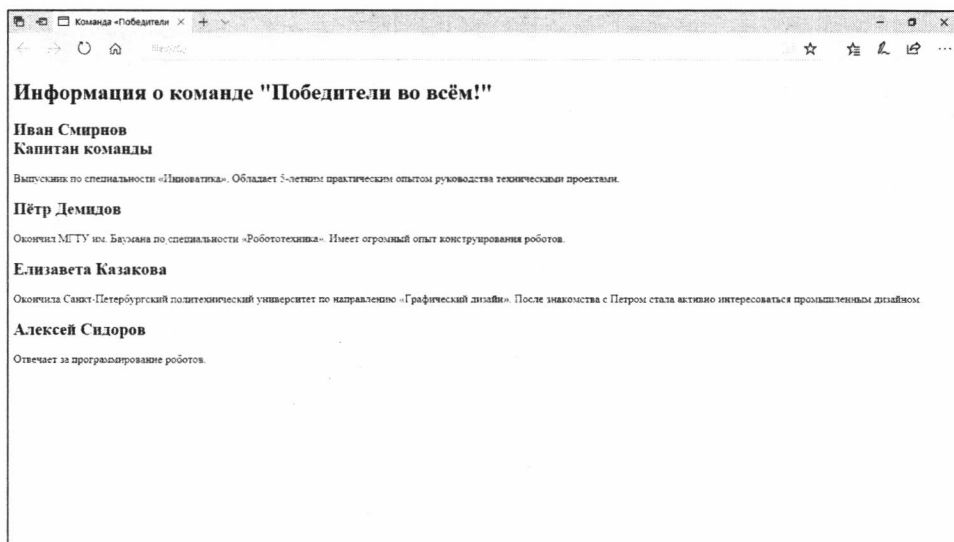 Команда «Победители
Информация о команде "Победители во всём!"
Иван Смирнов
Капитан команды
Выпускник по специальности «Инноватика». Обладает 5-летним практическим опытом руководства техническими проектами.
Пётр Демидов
Окончил МГТУ им. Баумана по специальности «Робототехника». Имеет огромный опыт конструирования роботов.
Елизавета Казакова
Окончила Санкт-Петербургский политехнический университет по направлению «Графический дизайн». После знакомства с Петром стала активно интересоваться промышленным дизайном
Алексей Сидоров
Отвечает за программирование роботов.